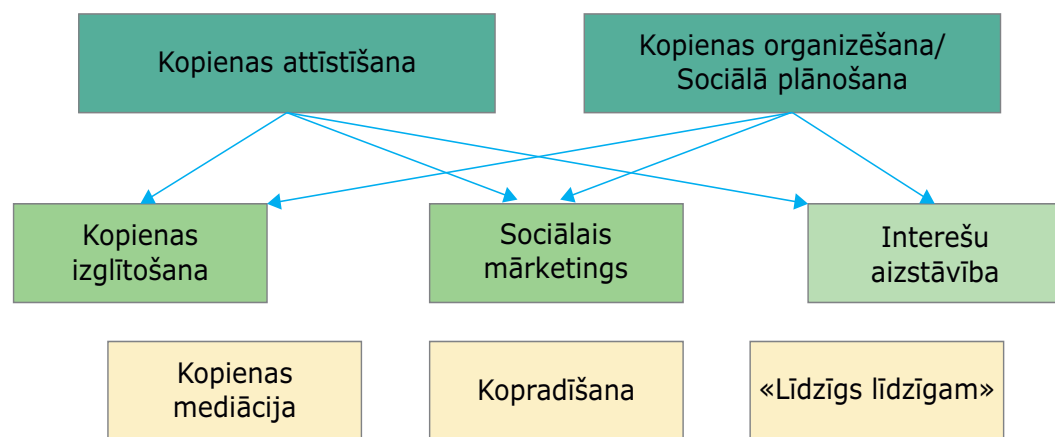 Kopienas attīstīšana
Kopienas organizēšana/
Sociālā plānošana
Kopienas
izglītošana
Sociālais
mārketings
Interešu
aizstāvība
Kopienas
mediācija
Kopradīšana
«Līdzīgs līdzīgam»